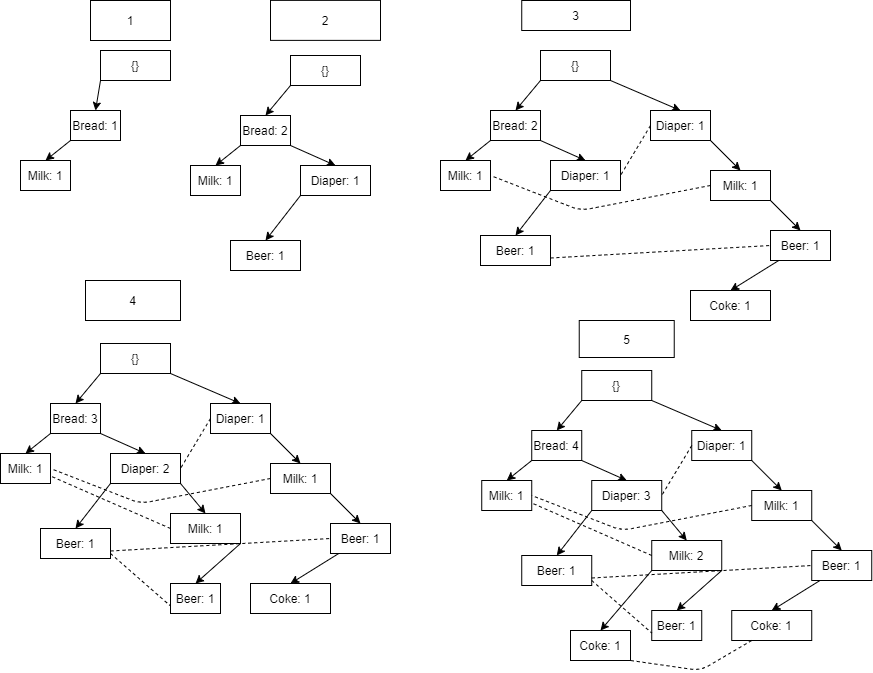 1
{}
Bread: 1
Milk: 1
2
{}
Bread: 2
Milk: 1
Diaper: 1
Beer: 1
3
{}
Bread: 2
Diaper: 1
Milk: 1
Diaper: 1
Milk: 1
Beer: 1
Beer: 1
Coke: 1
4
{}
Bread: 3
Diaper: 1
Milk: 1
Diaper: 2
Milk: 1
Beer: 1
Milk: 1
Beer: 1
Beer: 1
Coke: 1
5
{}
Bread: 4
Diaper: 1
Milk: 1
Diaper: 3
Milk: 1
Beer: 1
Milk: 2
Beer: 1
Coke: 1
Beer: 1
Coke: 1